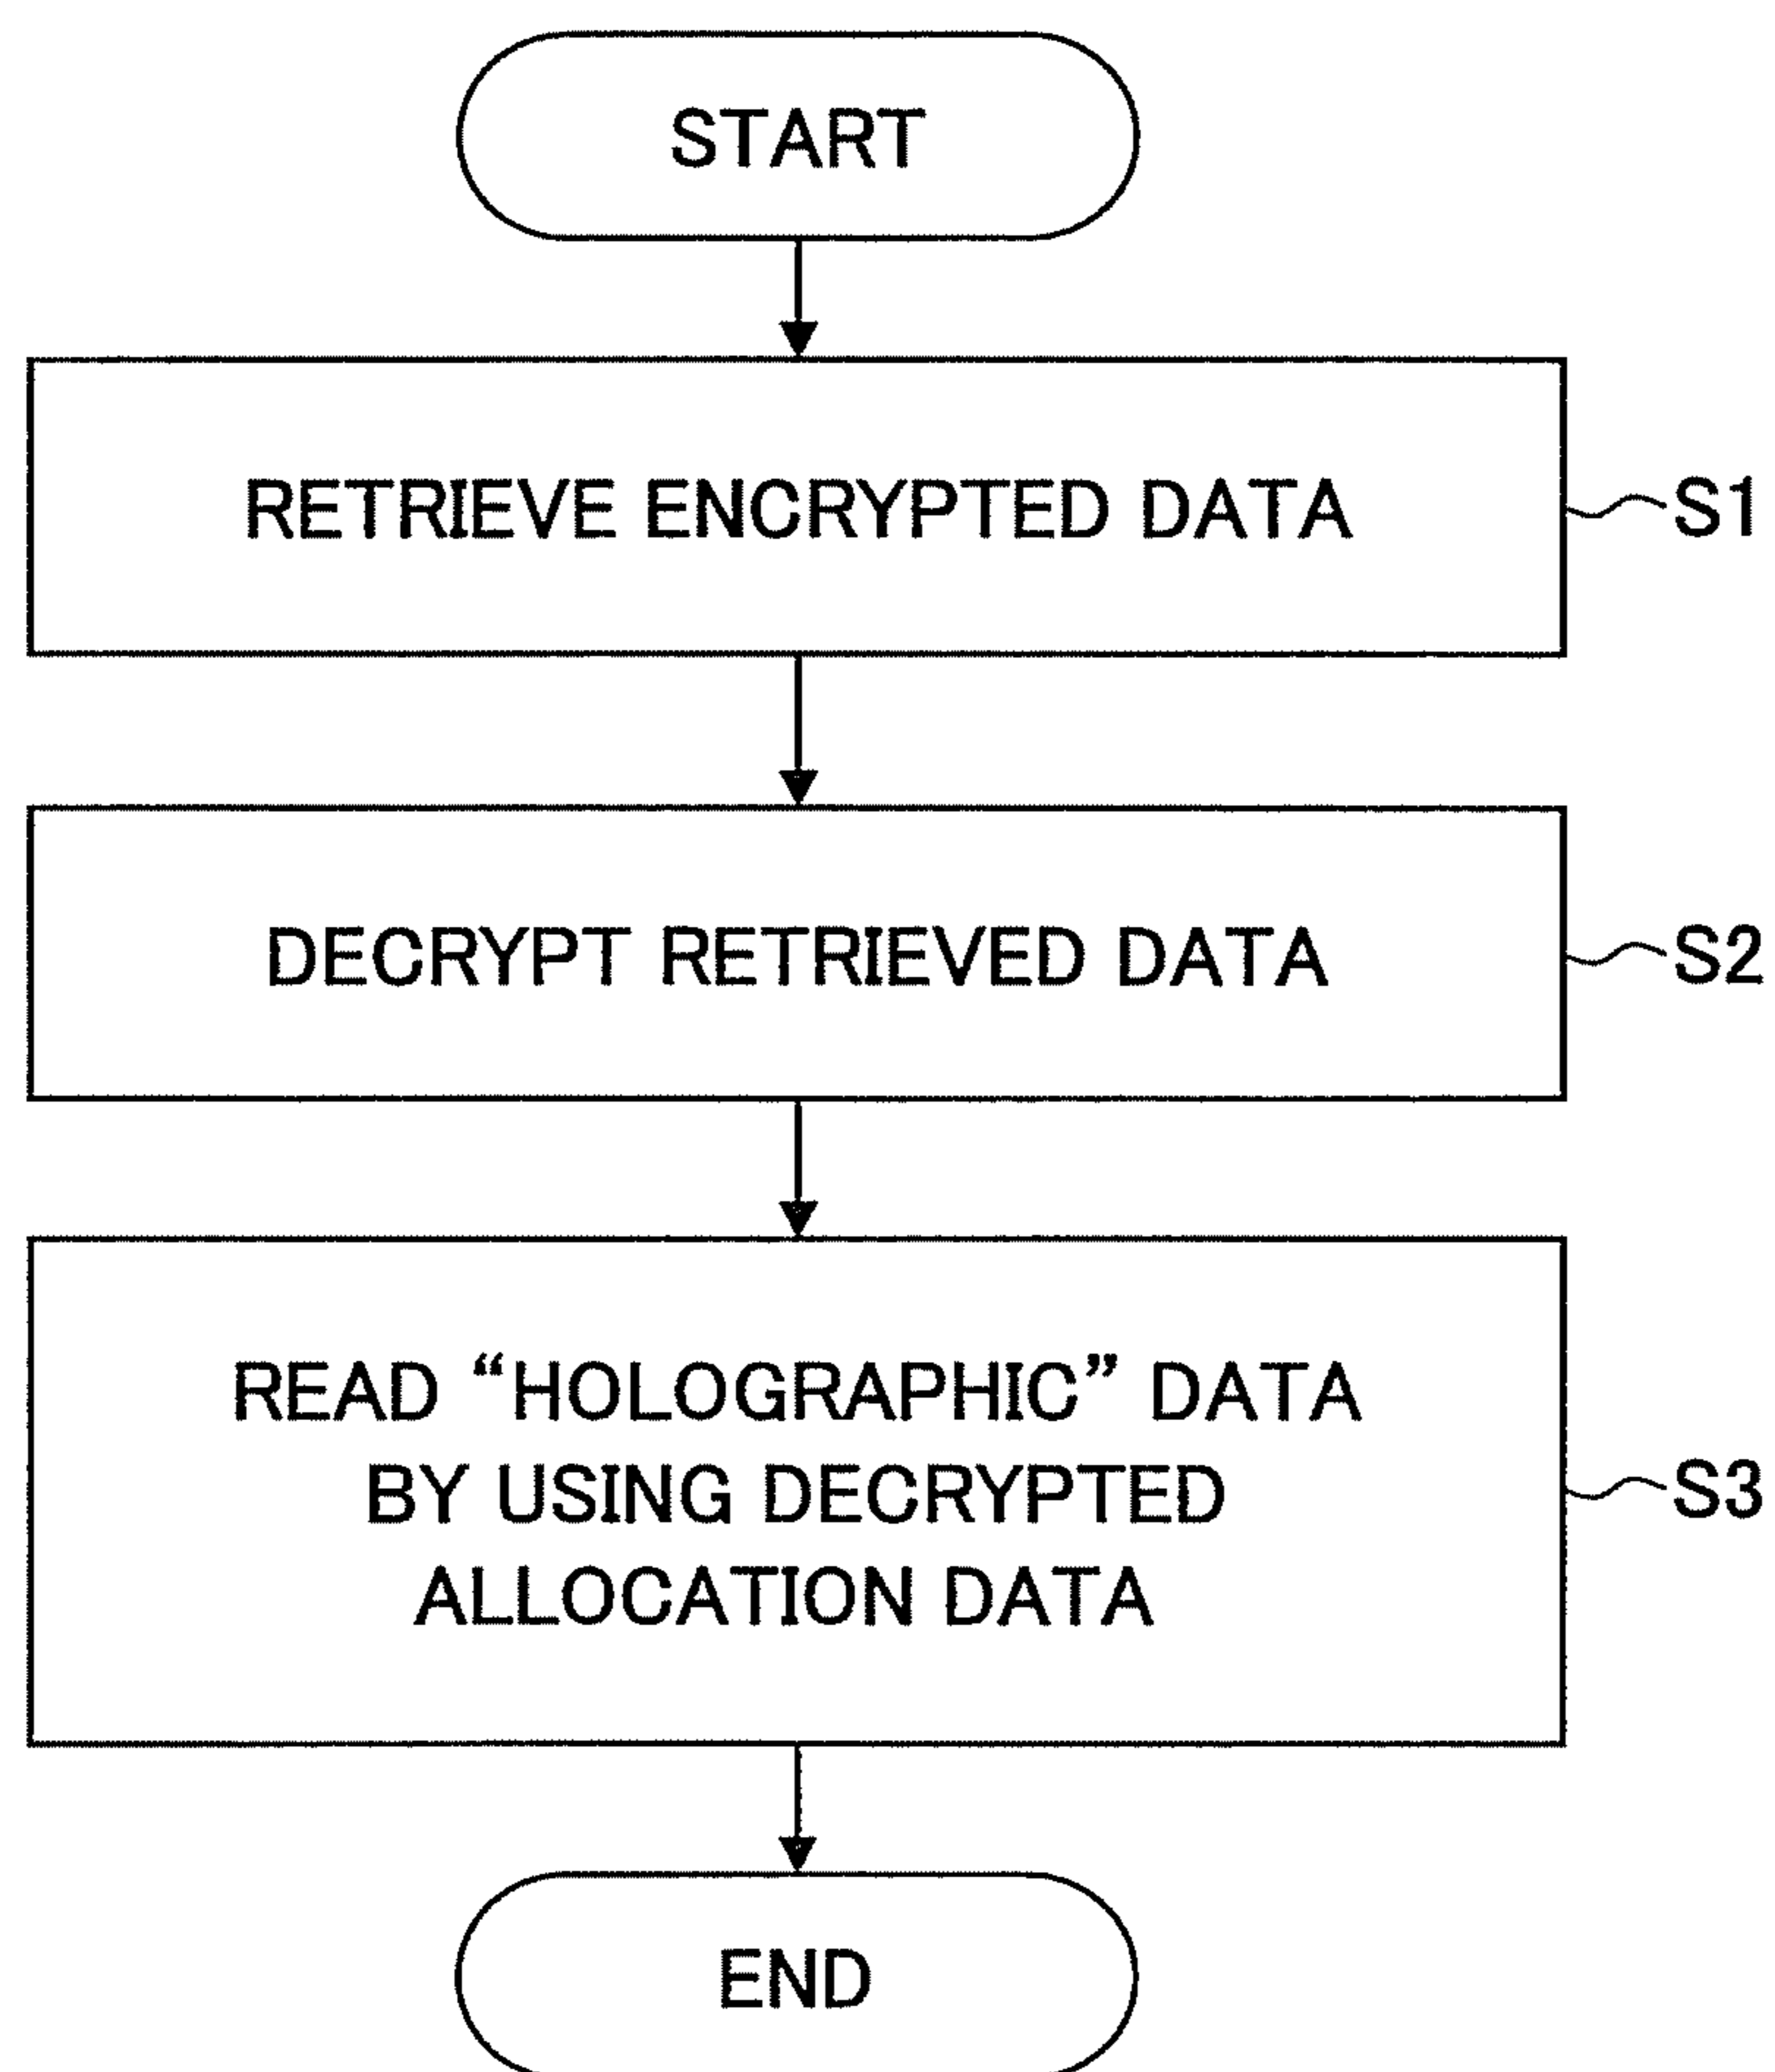 START
RETRIEVE ENCRYPTED DATA
S1
DECRYPT RETRIEVED DATA
S2
READ “HOLOGRAPHIC” DATA
BY USING DECRYPTED
ALLOCATION DATA
S3
END